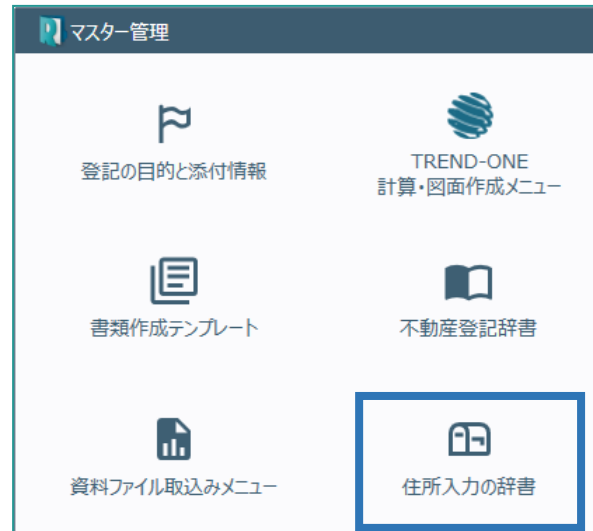 マスター管理
登記の目的と添付情報
TREND-ONE
計算・図面作成メニュー
書類作成テンプレート
不動産登記辞書
資料ファイル取込みメニュー
住所入力の辞書